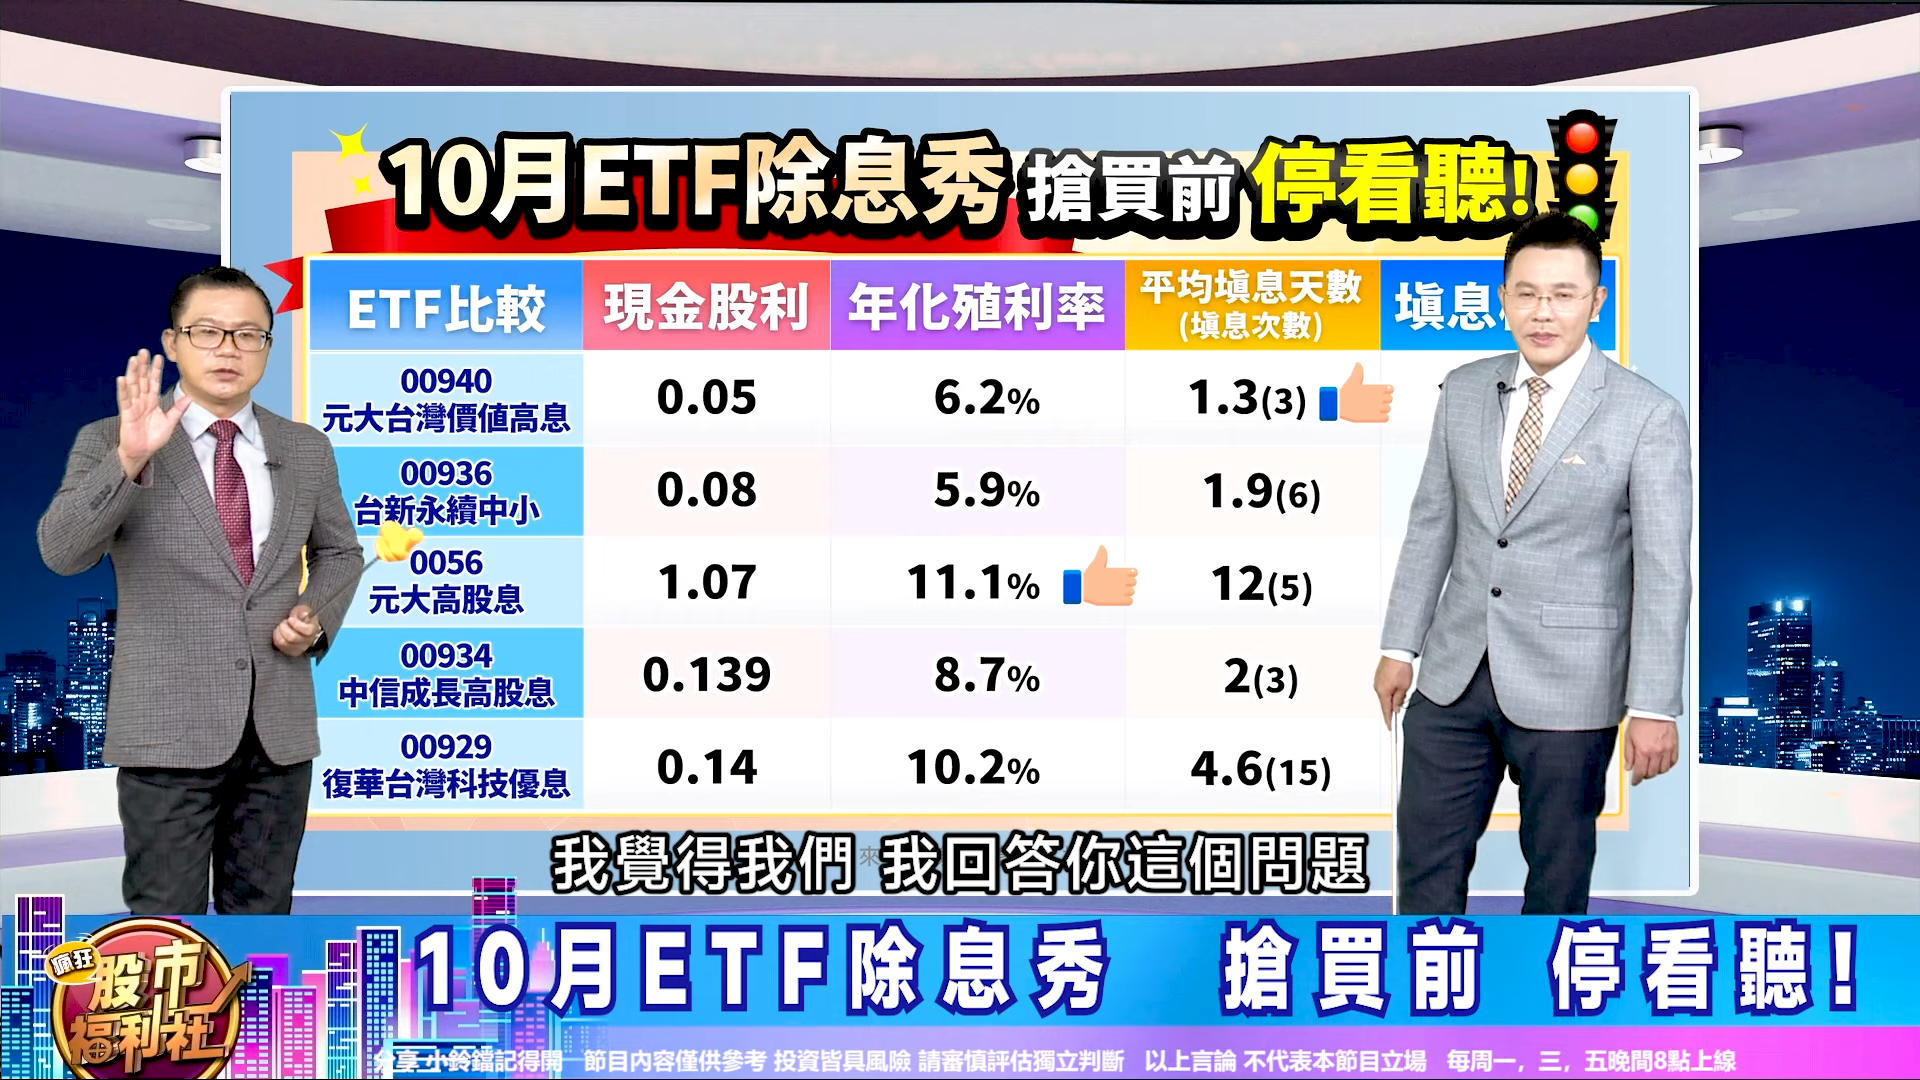 10月ETF除息秀 搶買前 停看聽!
ETF比較 現金股利 年化殖利率 平均填息天數 填息
(填息次數)
00940
元大台灣價值高息 0.05 6.2% 1.3(3)
00936
台新永續中小 0.08 5.9% 1.9(6)
0056
元大高股息 1.07 11.1% 12(5)
00934
中信成長高股息 0.139 8.7% 2(3)
00929
復華台灣科技優息 0.14 10.2% 4.6(15)
來
我覺得我們 我回答你這個問題
10月ETF除息秀 搶買前 停看聽!
瘋狂
股市
福利社
分享 小鈴鐺記得開 節目內容僅供參考 投資皆具風險 請審慎評估獨立判斷 以上言論 不代表本節目立場 每周一，三，五晚間8點上線